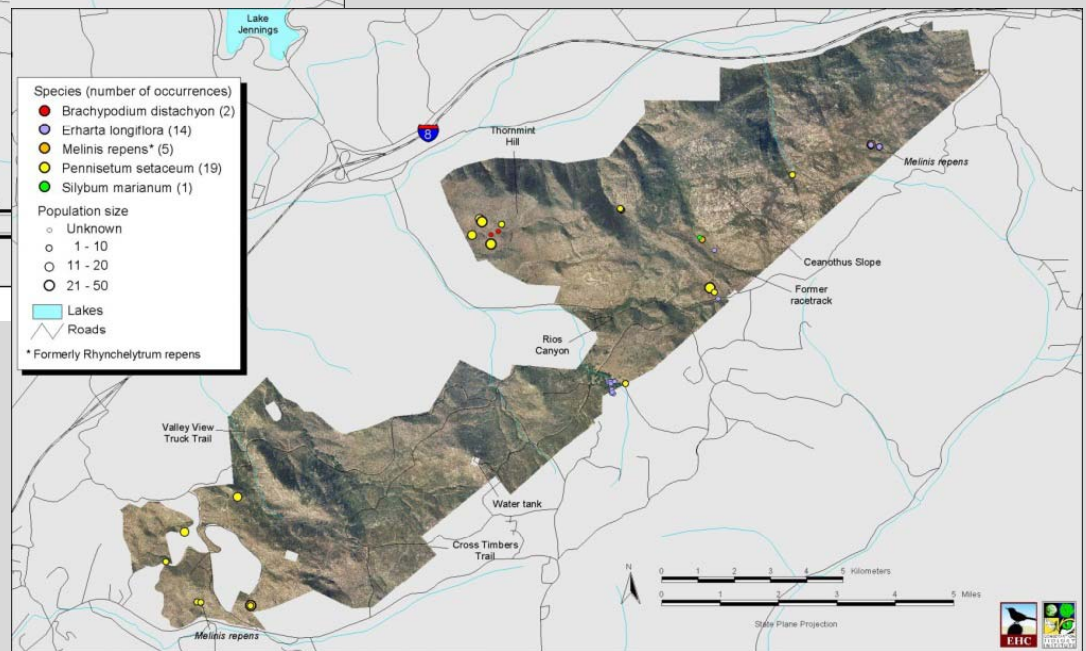 Lake
Jennings
Species (number of occurrences)
Brachypodium distachyon (2)
Erharta longiflora (14)
Melinis repens* (5)
Pennisetum setaceum (19)
Silybum marianum (1)
Population size
Unknown
1 - 10
11 - 20
21 - 50
Lakes
Roads
* Formerly Rhynchelytrum repens
8
Thornmint
Hill
Melinis repens
Ceanothus Slope
Former
racetrack
Rios
Canyon
Valley View
Truck Trail
Water tank
Cross Timbers
Trail
Melinis repens
N
0 1 2 3 4 5 Kilometers
0 1 2 3 4 5 Miles
State Plane Projection
EHC